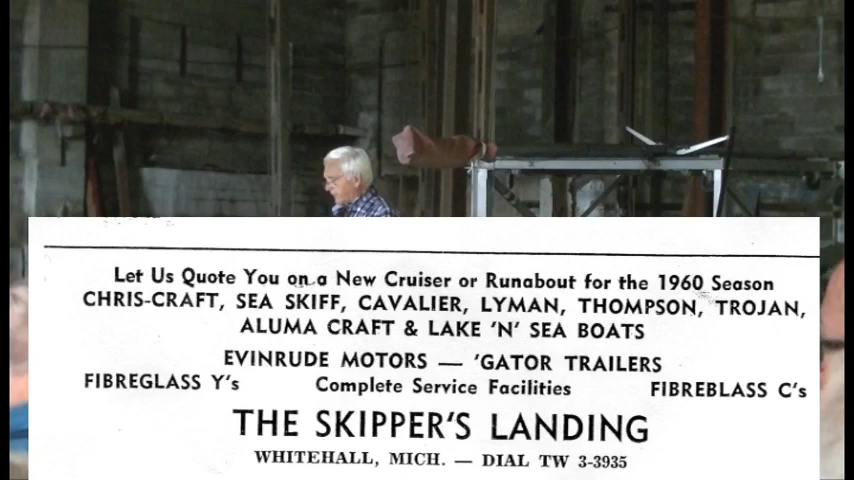 Let Us Quote You on a New Cruiser or Runabout for the 1960 Season
CHRIS-CRAFT, SEA SKIFF, CAVALIER, LYMAN, THOMPSON, TROJAN,
ALUMA CRAFT & LAKE 'N' SEA BOATS
EVINRUDE MOTORS — 'GATOR TRAILERS
FIBREGLASS Y's Complete Service Facilities FIBREBLASS C's
THE SKIPPER'S LANDING
WHITEHALL, MICH. — DIAL TW 3-3935